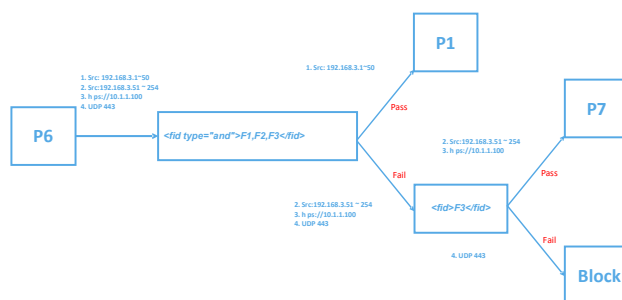 P1
1. Src: 192.168.3.1~50
2. Src:192.168.3.51 ~ 254
3. h ps://10.1.1.100
4. UDP 443
1. Src: 192.168.3.1~50
Pass
P6
<fid type="and">F1,F2,F3</fid>
P7
2. Src:192.168.3.51 ~ 254
3. h ps://10.1.1.100
Fail
Pass
2. Src:192.168.3.51 ~ 254
3. h ps://10.1.1.100
4. UDP 443
<fid>F3</fid>
Fail
4. UDP 443
Block